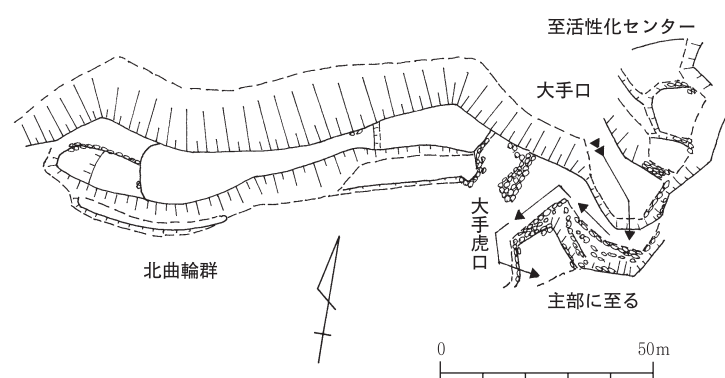 至活性化センター
大手口
大手虎口
北曲輪群
主部に至る
0 50m